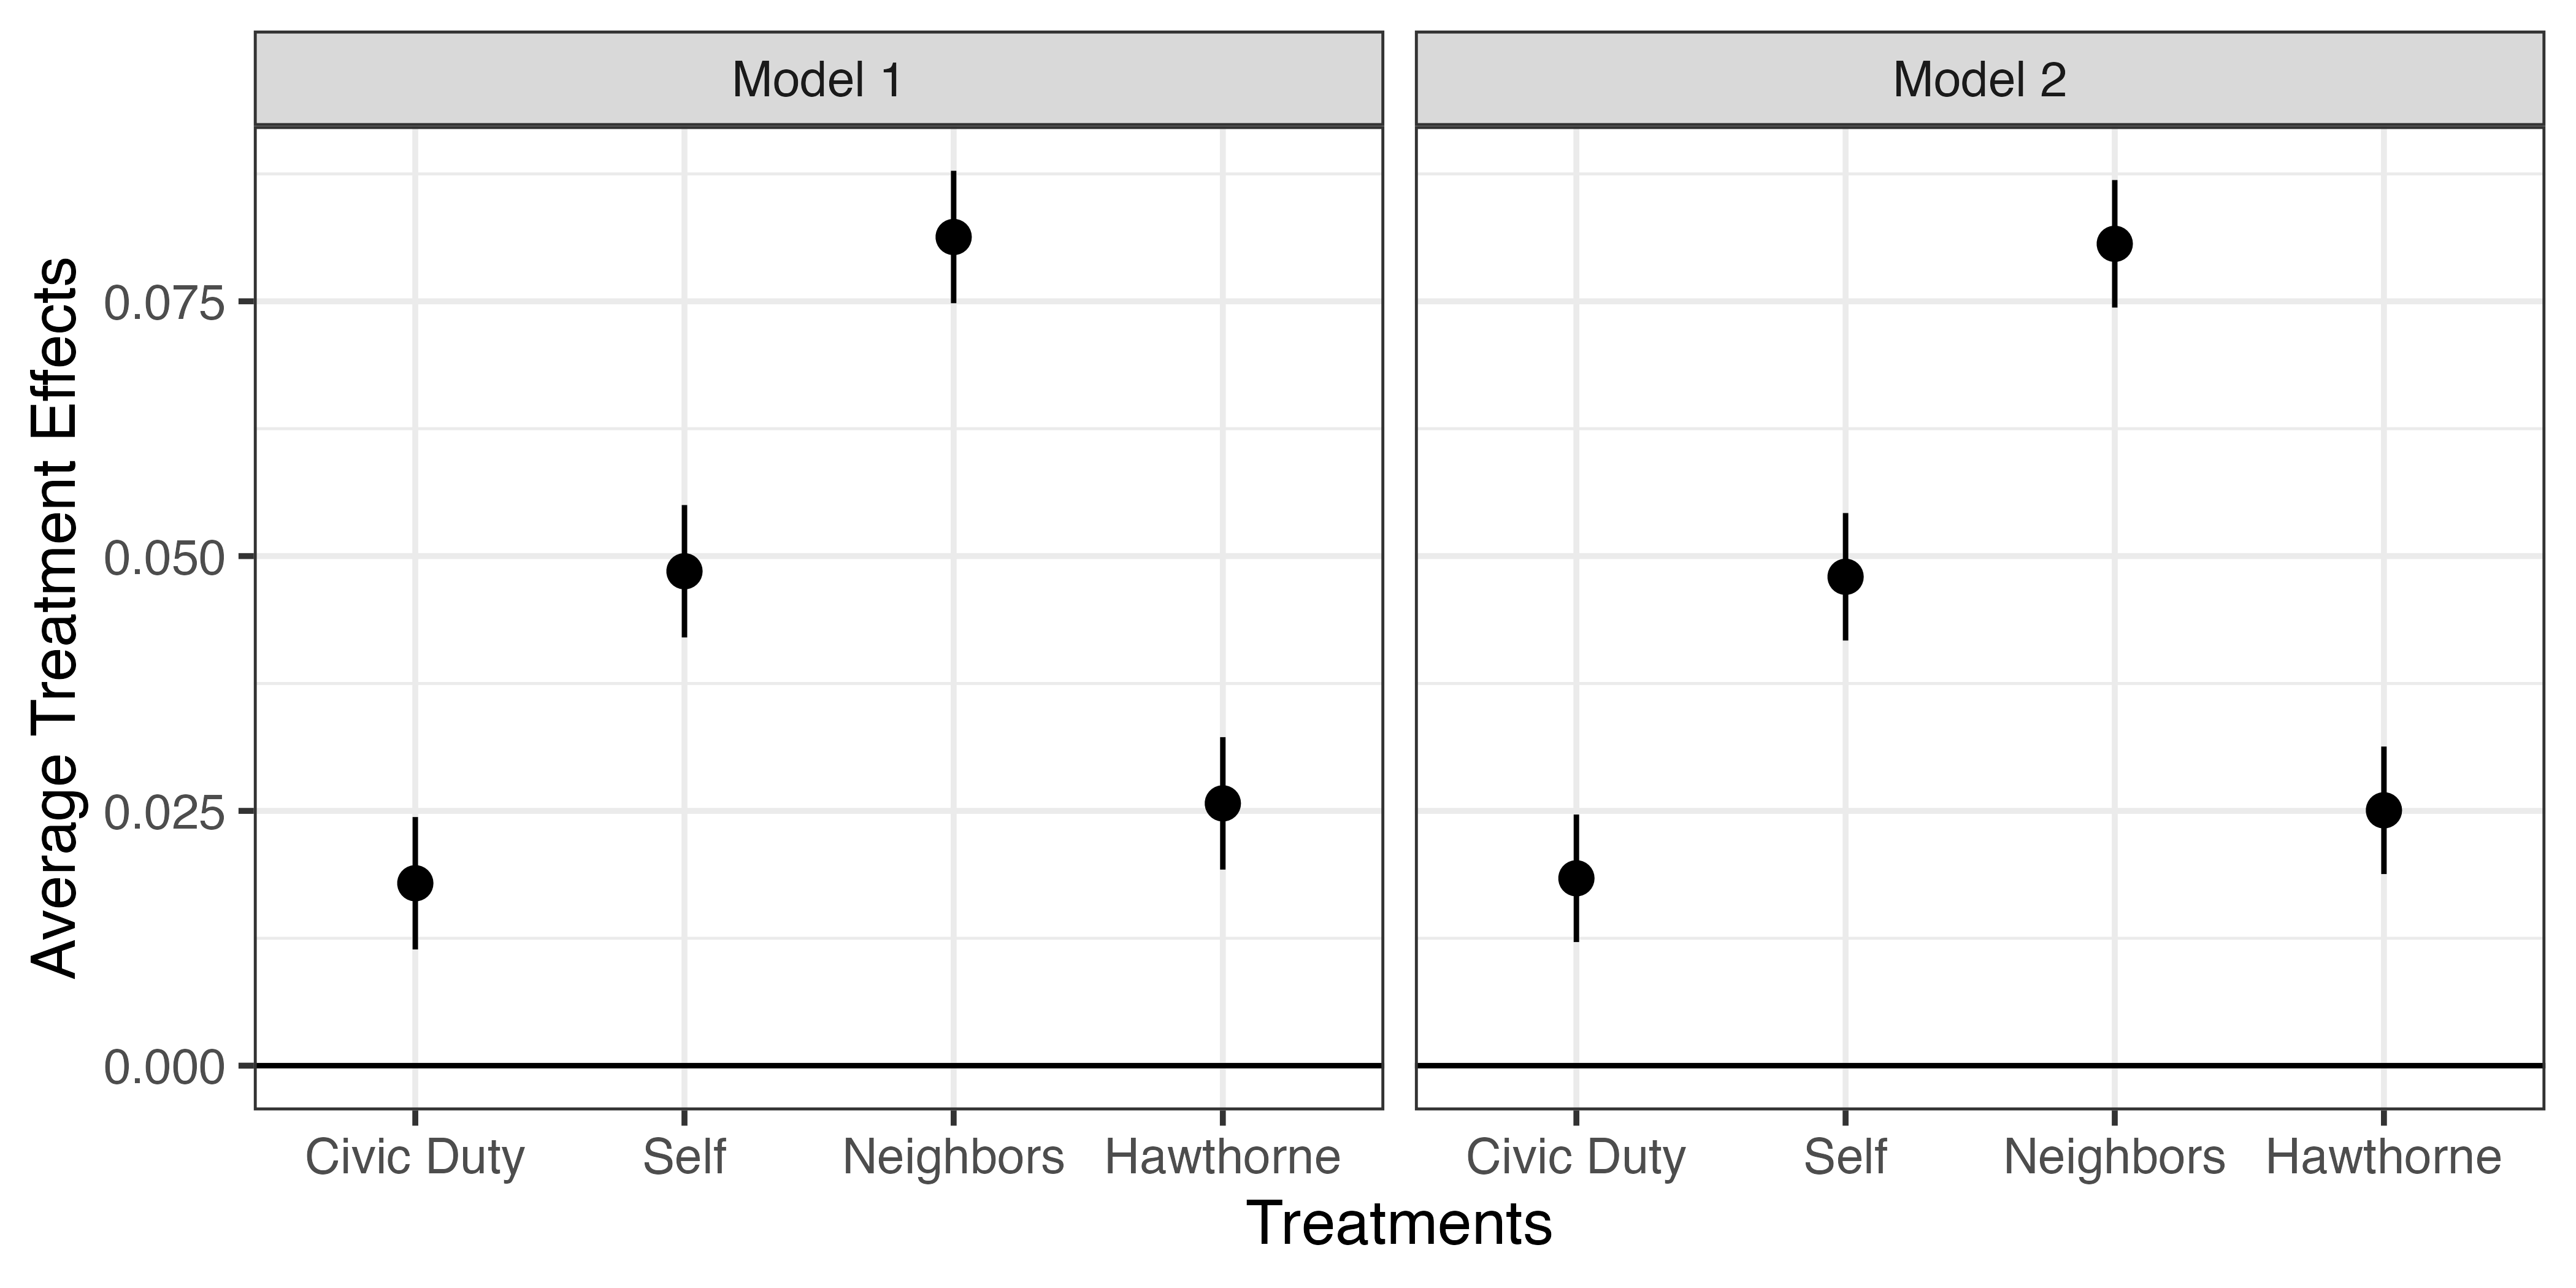 Model 1
Model 2
Average Treatment Effects
0.075
0.050
0.025
0.000
Civic Duty Self Neighbors Hawthorne
Civic Duty Self Neighbors Hawthorne
Treatments